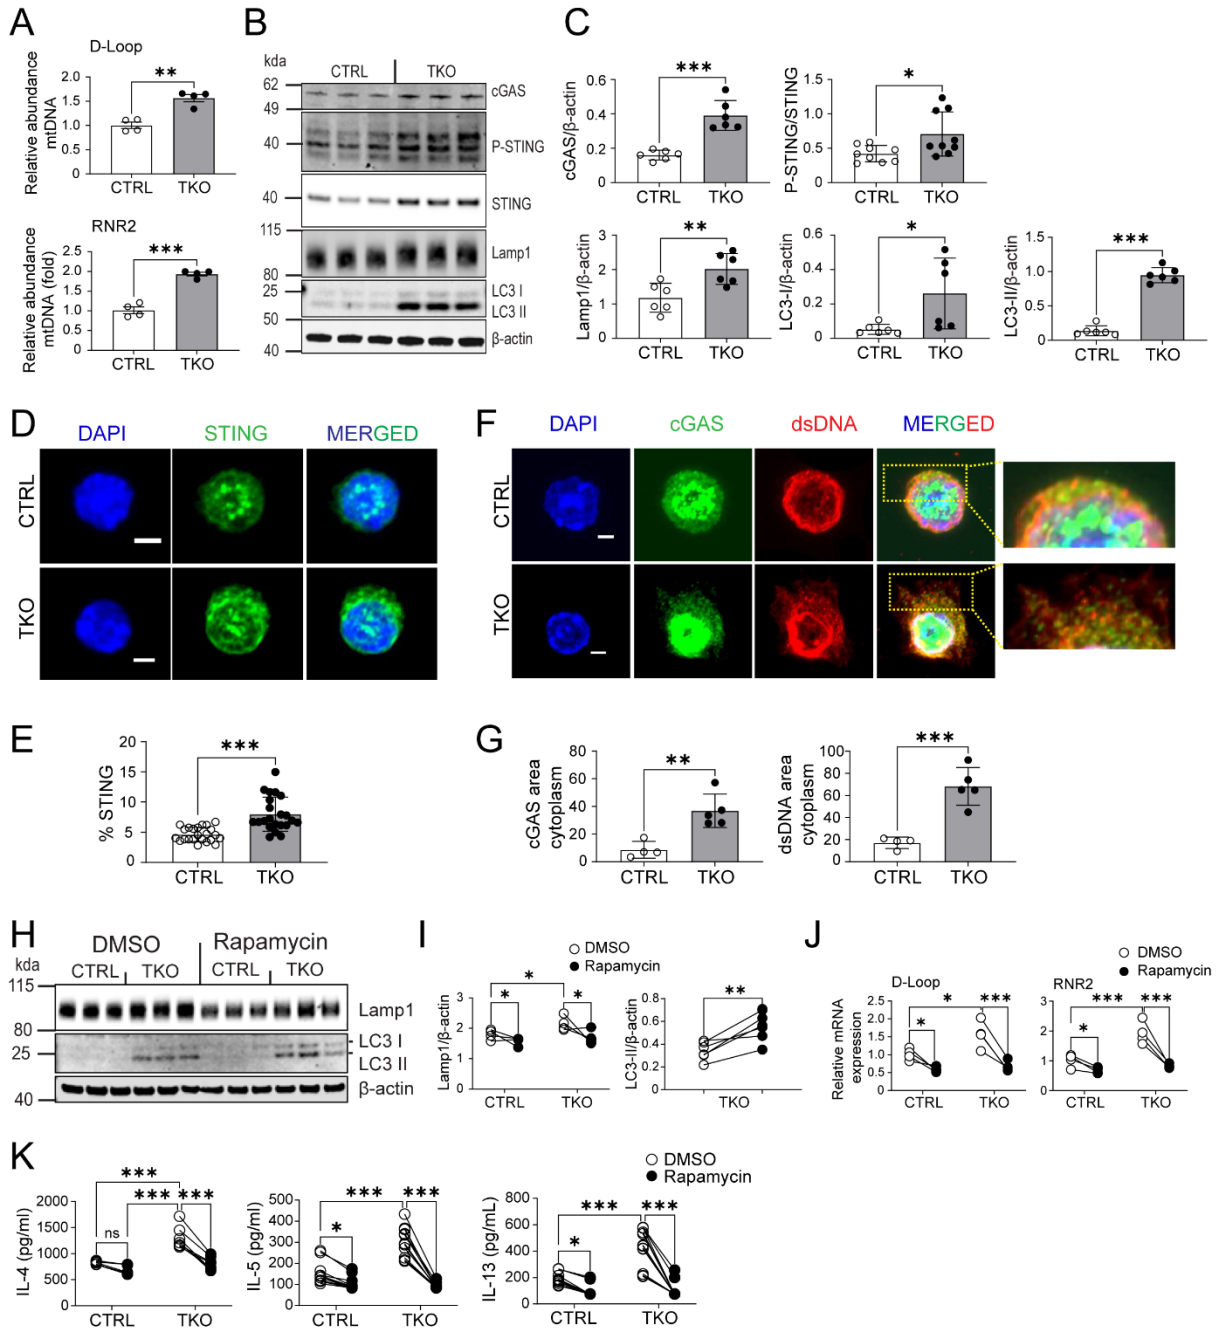 A
D-Loop
Relative abundance
mtDNA
2.0
1.5
1.0
0.5
0
**
CTRL
TKO
RNR2
Relative abundance
mtDNA (fold)
2.5
2.0
1.5
1.0
0.5
0
***
CTRL
TKO
B
kda
CTRL
TKO
62
49
cGAS
40
P-STING
40
STING
115
80
Lamp1
25
LC3 I
LC3 II
50
40
β-actin
C
cGAS/β-actin
0.6
0.4
0.2
0
***
CTRL
TKO
P-STING/STING
1.5
1.0
0.5
0.0
*
CTRL
TKO
Lamp1/β-actin
3
2
1
0
**
CTRL
TKO
LC3-I/β-actin
0.6
0.4
0.2
0
*
CTRL
TKO
LC3-II/β-actin
1.5
1.0
0.5
0
***
CTRL
TKO
D
DAPI
STING
MERGED
CTRL
TKO
F
DAPI
cGAS
dsDNA
MERGED
CTRL
TKO
E
% STING
20
15
10
5
0
***
CTRL
TKO
G
cGAS area
cytoplasm
80
60
40
20
0
**
CTRL
TKO
dsDNA area
cytoplasm
100
80
60
40
20
0
***
CTRL
TKO
H
DMSO
Rapamycin
kda
CTRL
TKO
CTRL
TKO
115
80
Lamp1
25
LC3 I
LC3 II
40
β-actin
I
DMSO
Rapamycin
Lamp1/β-actin
3
2
1
0
*
*
*
CTRL
TKO
LC3-II/β-actin
0.8
0.6
0.4
0.2
0
**
TKO
J
DMSO
Rapamycin
D-Loop
Relative mRNA
expression
2.5
2.0
1.5
1.0
0.5
0
*
*
***
CTRL
TKO
RNR2
3
2
1
0
*
***
***
CTRL
TKO
K
DMSO
Rapamycin
IL-4 (pg/ml)
2000
1500
1000
500
0
***
***
***
ns
CTRL
TKO
IL-5 (pg/ml)
500
400
300
200
100
0
***
***
*
CTRL
TKO
IL-13 (pg/mL)
800
600
400
200
0
***
***
*
CTRL
TKO